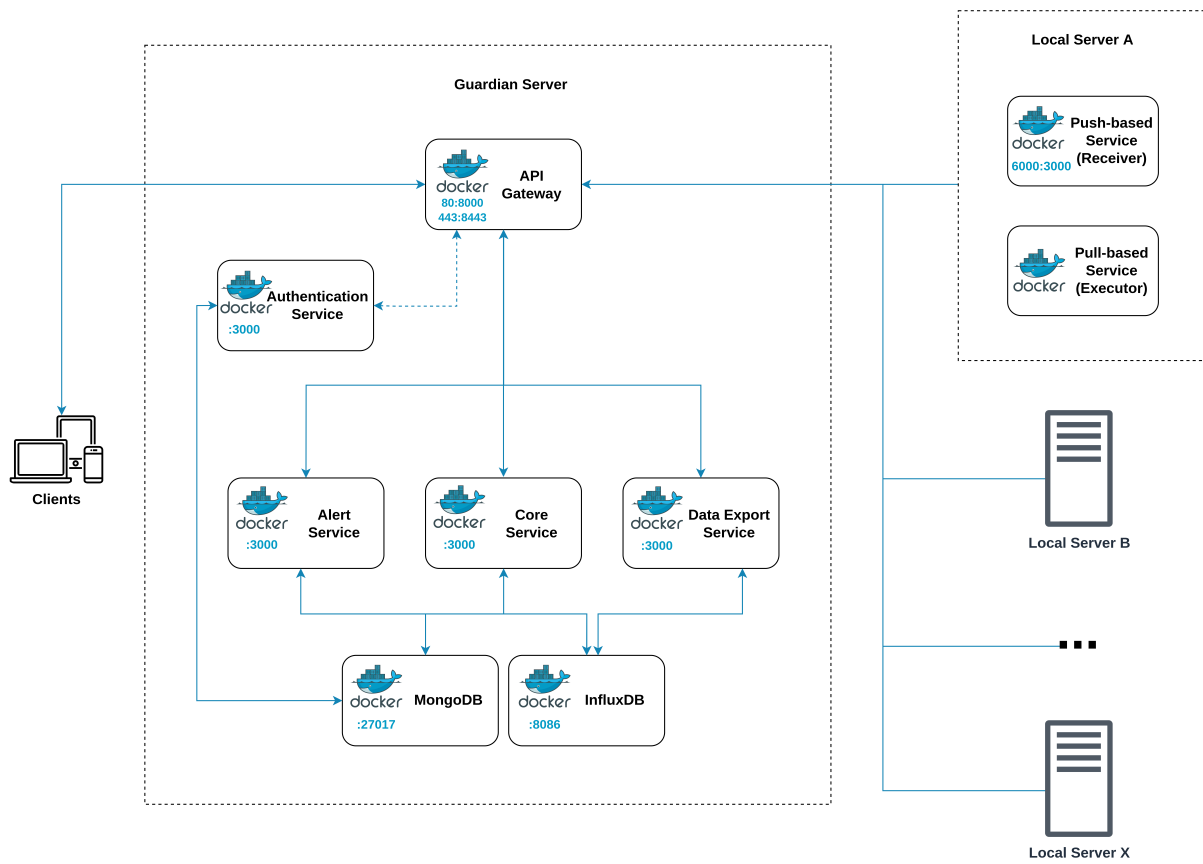 Local Server A
Guardian Server
docker
Push-based
Service
(Receiver)
6000:3000
docker
API
Gateway
80:8000
443:8443
docker
Pull-based
Service
(Executor)
docker
Authentication
Service
:3000
Clients
docker
Alert
Service
:3000
docker
Core
Service
:3000
docker
Data Export
Service
:3000
Local Server B
docker
MongoDB
:27017
docker
InfluxDB
:8086
...
Local Server X